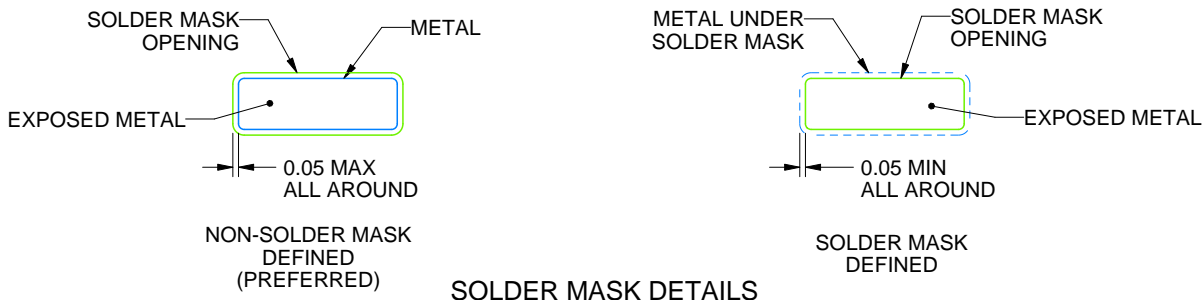 SOLDER MASK
OPENING
METAL
EXPOSED METAL
0.05 MAX
ALL AROUND
NON-SOLDER MASK
DEFINED
(PREFERRED)
METAL UNDER
SOLDER MASK
SOLDER MASK
OPENING
EXPOSED METAL
0.05 MIN
ALL AROUND
SOLDER MASK
DEFINED
SOLDER MASK DETAILS